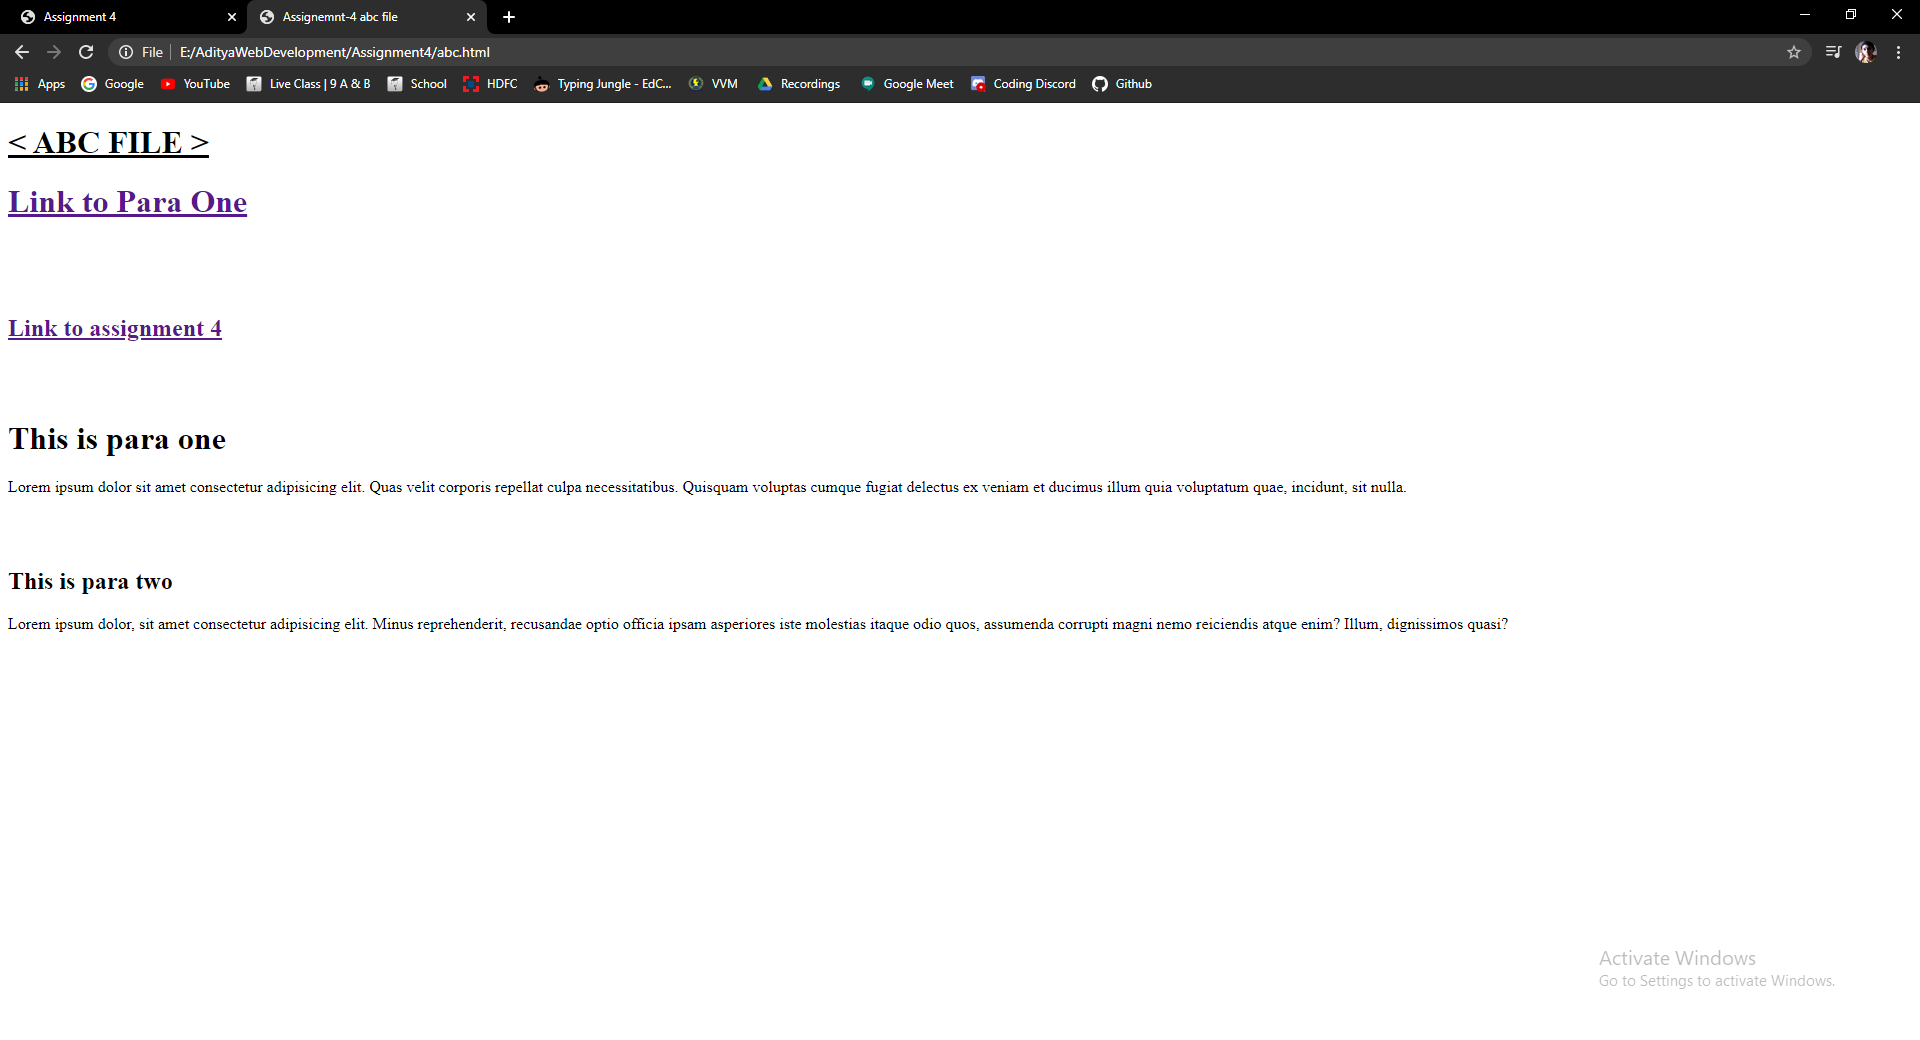 Assignment 4
Assignemnt-4 abc file
File
E:/AdityaWebDevelopment/Assignment4/abc.html
Apps
Google
YouTube
Live Class | 9 A & B
School
HDFC
Typing Jungle - EdC...
VVM
Recordings
Google Meet
Coding Discord
Github
< ABC FILE >
Link to Para One
Link to assignment 4
This is para one
Lorem ipsum dolor sit amet consectetur adipisicing elit. Quas velit corporis repellat culpa necessitatibus. Quisquam voluptas cumque fugiat delectus ex veniam et ducimus illum quia voluptatum quae, incidunt, sit nulla.
This is para two
Lorem ipsum dolor, sit amet consectetur adipisicing elit. Minus reprehenderit, recusandae optio officia ipsam asperiores iste molestias itaque odio quos, assumenda corrupti magni nemo reiciendis atque enim? Illum, dignissimos quasi?
Activate Windows
Go to Settings to activate Windows.